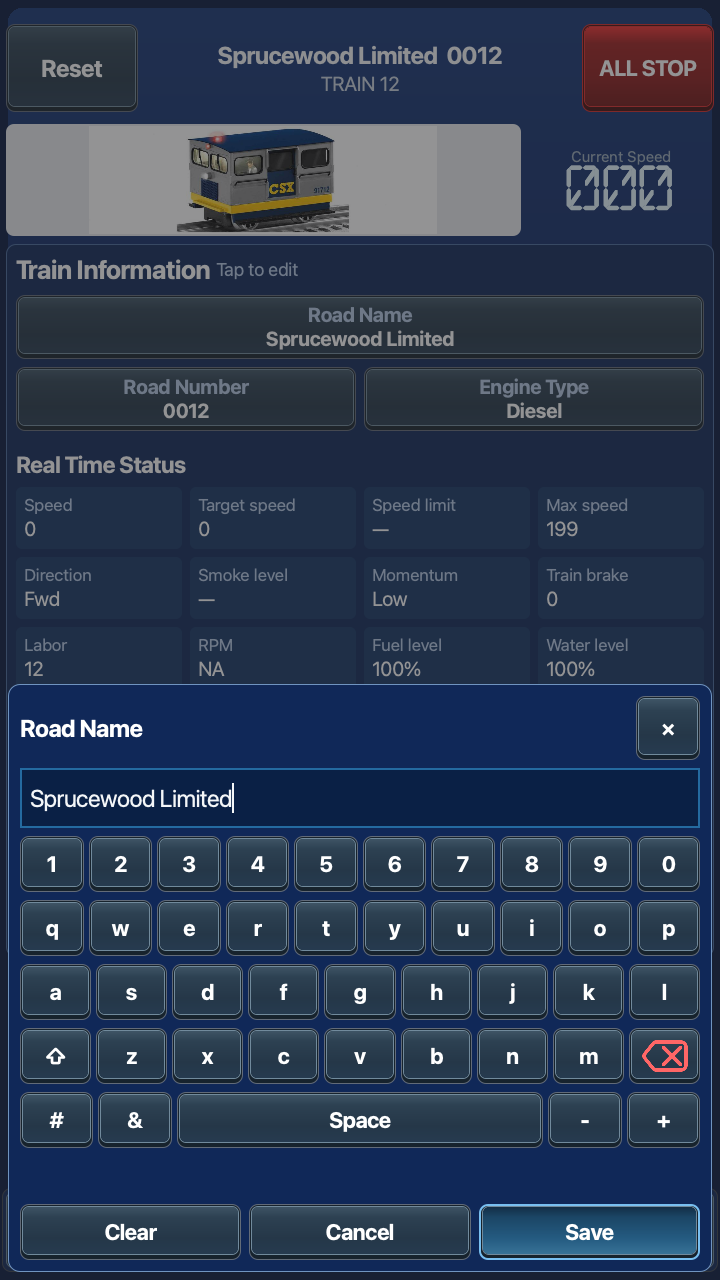 Reset
Sprucewood Limited 0012
TRAIN 12
ALL STOP
CSX
Current Speed
000
Train Information Tap to edit
Road Name
Sprucewood Limited
Road Number
0012
Engine Type
Diesel
Real Time Status
Speed
0
Target speed
0
Speed limit
—
Max speed
199
Direction
Fwd
Smoke level
—
Momentum
Low
Train brake
0
Labor
12
RPM
NA
Fuel level
100%
Water level
100%
Road Name
×
Sprucewood Limited
1 2 3 4 5 6 7 8 9 0
q w e r t y u i o p
a s d f g h j k l
z x c v b n m
# & Space - +
Clear Cancel Save